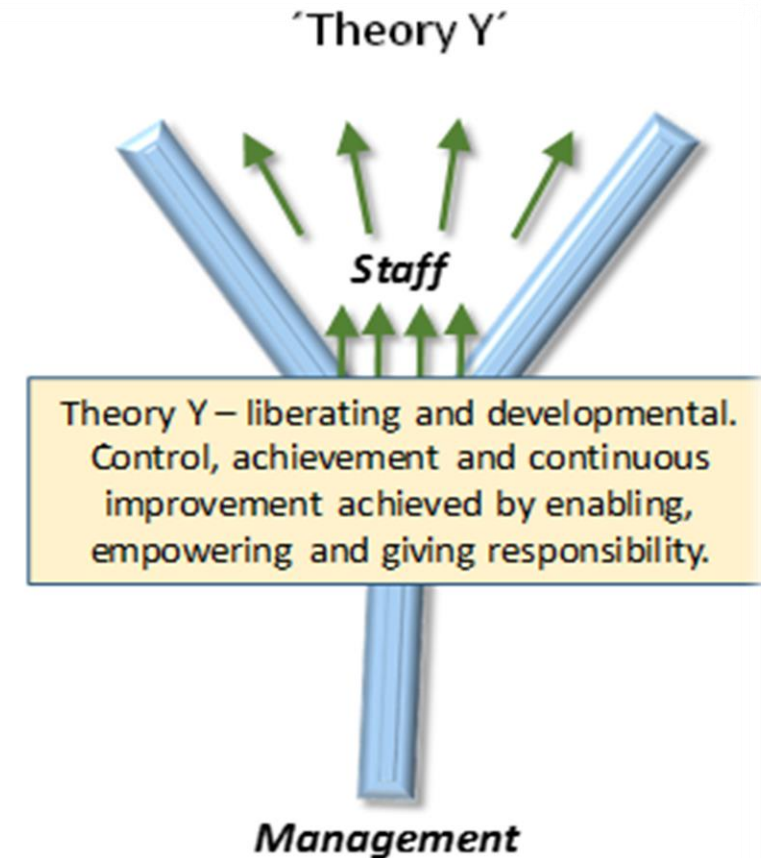 ´Theory Y´
Staff
Theory Y – liberating and developmental.
Control, achievement and continuous
improvement achieved by enabling,
empowering and giving responsibility.
Management